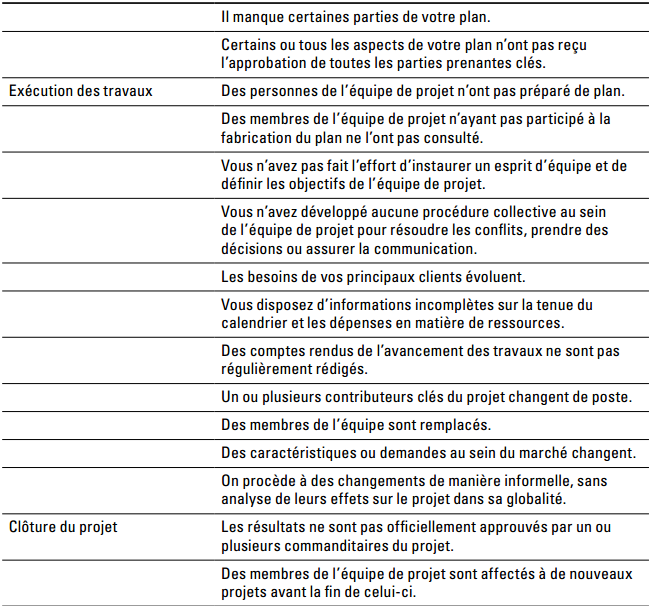 Il manque certaines parties de votre plan.
Certains ou tous les aspects de votre plan n’ont pas reçu
l’approbation de toutes les parties prenantes clés.
Exécution des travaux Des personnes de l’équipe de projet n’ont pas préparé de plan.
Des membres de l’équipe de projet n’ayant pas participé à la
fabrication du plan ne l’ont pas consulté.
Vous n’avez pas fait l’effort d’instaurer un esprit d’équipe et de
définir les objectifs de l’équipe de projet.
Vous n’avez développé aucune procédure collective au sein
de l’équipe de projet pour résoudre les conflits, prendre des
décisions ou assurer la communication.
Les besoins de vos principaux clients évoluent.
Vous disposez d’informations incomplètes sur la tenue du
calendrier et les dépenses en matière de ressources.
Des comptes rendus de l’avancement des travaux ne sont pas
régulièrement rédigés.
Un ou plusieurs contributeurs clés du projet changent de poste.
Des membres de l’équipe sont remplacés.
Des caractéristiques ou demandes au sein du marché changent.
On procède à des changements de manière informelle, sans
analyse de leurs effets sur le projet dans sa globalité.
Clôture du projet Les résultats ne sont pas officiellement approuvés par un ou
plusieurs commanditaires du projet.
Des membres de l’équipe de projet sont affectés à de nouveaux
projets avant la fin de celui-ci.